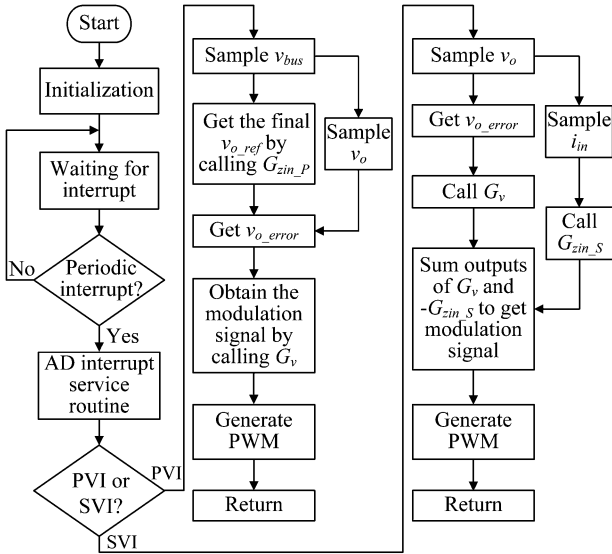 Start
Initialization
Waiting for
interrupt
Periodic
interrupt?
No
Yes
AD interrupt
service
routine
PVI or
SVI?
PVI
SVI
Sample v_bus
Get the final
v_o_ref by
calling G_zin_P
Sample
v_o
Get v_o_error
Obtain the
modulation
signal by
calling G_v
Generate
PWM
Return
Sample v_o
Get v_o_error
Sample
i_in
Call G_v
Call
G_zin_S
Sum outputs
of G_v and
-G_zin_S to get
modulation
signal
Generate
PWM
Return